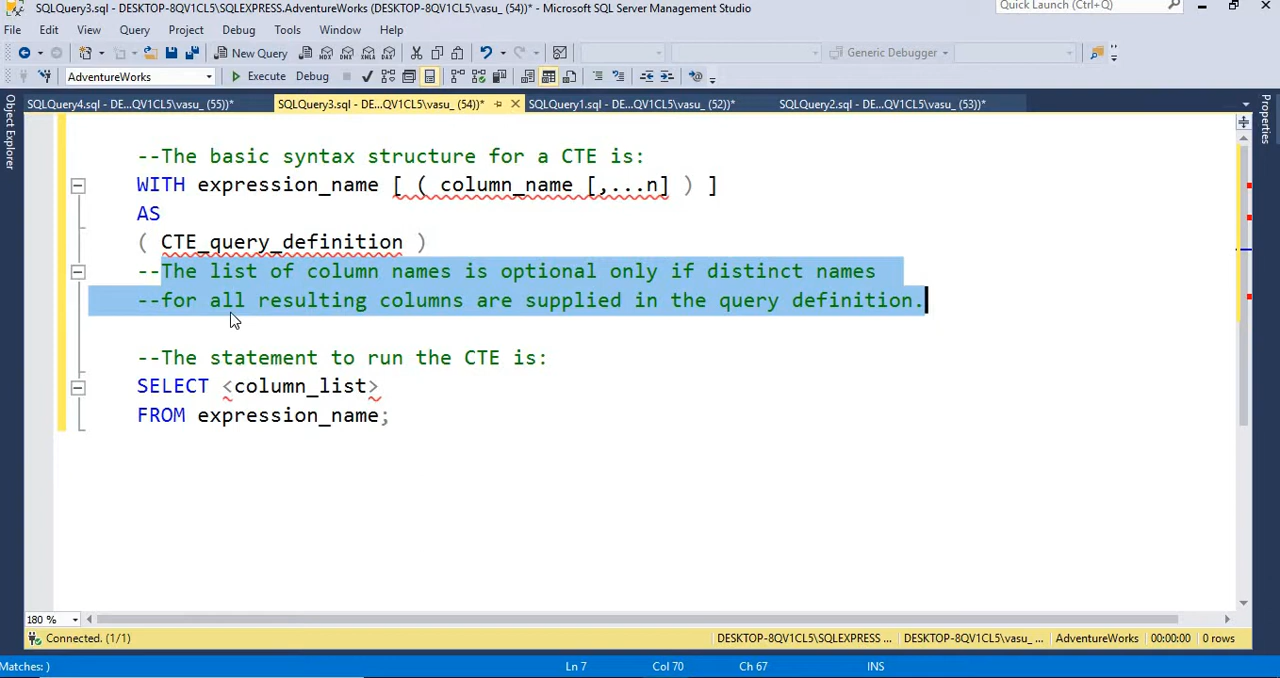 SQLQuery3.sql - DESKTOP-8QV1CL5\SQLEXPRESS.AdventureWorks (DESKTOP-8QV1CL5\vasu_ (54))* - Microsoft SQL Server Management Studio
Quick Launch (Ctrl+Q)
File Edit View Query Project Debug Tools Window Help
New Query
Generic Debugger
AdventureWorks
Execute Debug
SQLQuery4.sql - DE...QV1CL5\vasu_ (55))*
SQLQuery3.sql - DE...QV1CL5\vasu_ (54))*
SQLQuery1.sql - DE...QV1CL5\vasu_ (52))*
SQLQuery2.sql - DE...QV1CL5\vasu_ (53))*
Object Explorer
Properties
--The basic syntax structure for a CTE is:
WITH expression_name [ ( column_name [,...n] ) ]
AS
( CTE_query_definition )
--The list of column names is optional only if distinct names
--for all resulting columns are supplied in the query definition.
--The statement to run the CTE is:
SELECT <column_list>
FROM expression_name;
180 %
Connected. (1/1)
DESKTOP-8QV1CL5\SQLEXPRESS ... DESKTOP-8QV1CL5\vasu_ ... AdventureWorks 00:00:00 0 rows
Matches: )
Ln 7 Col 70 Ch 67 INS